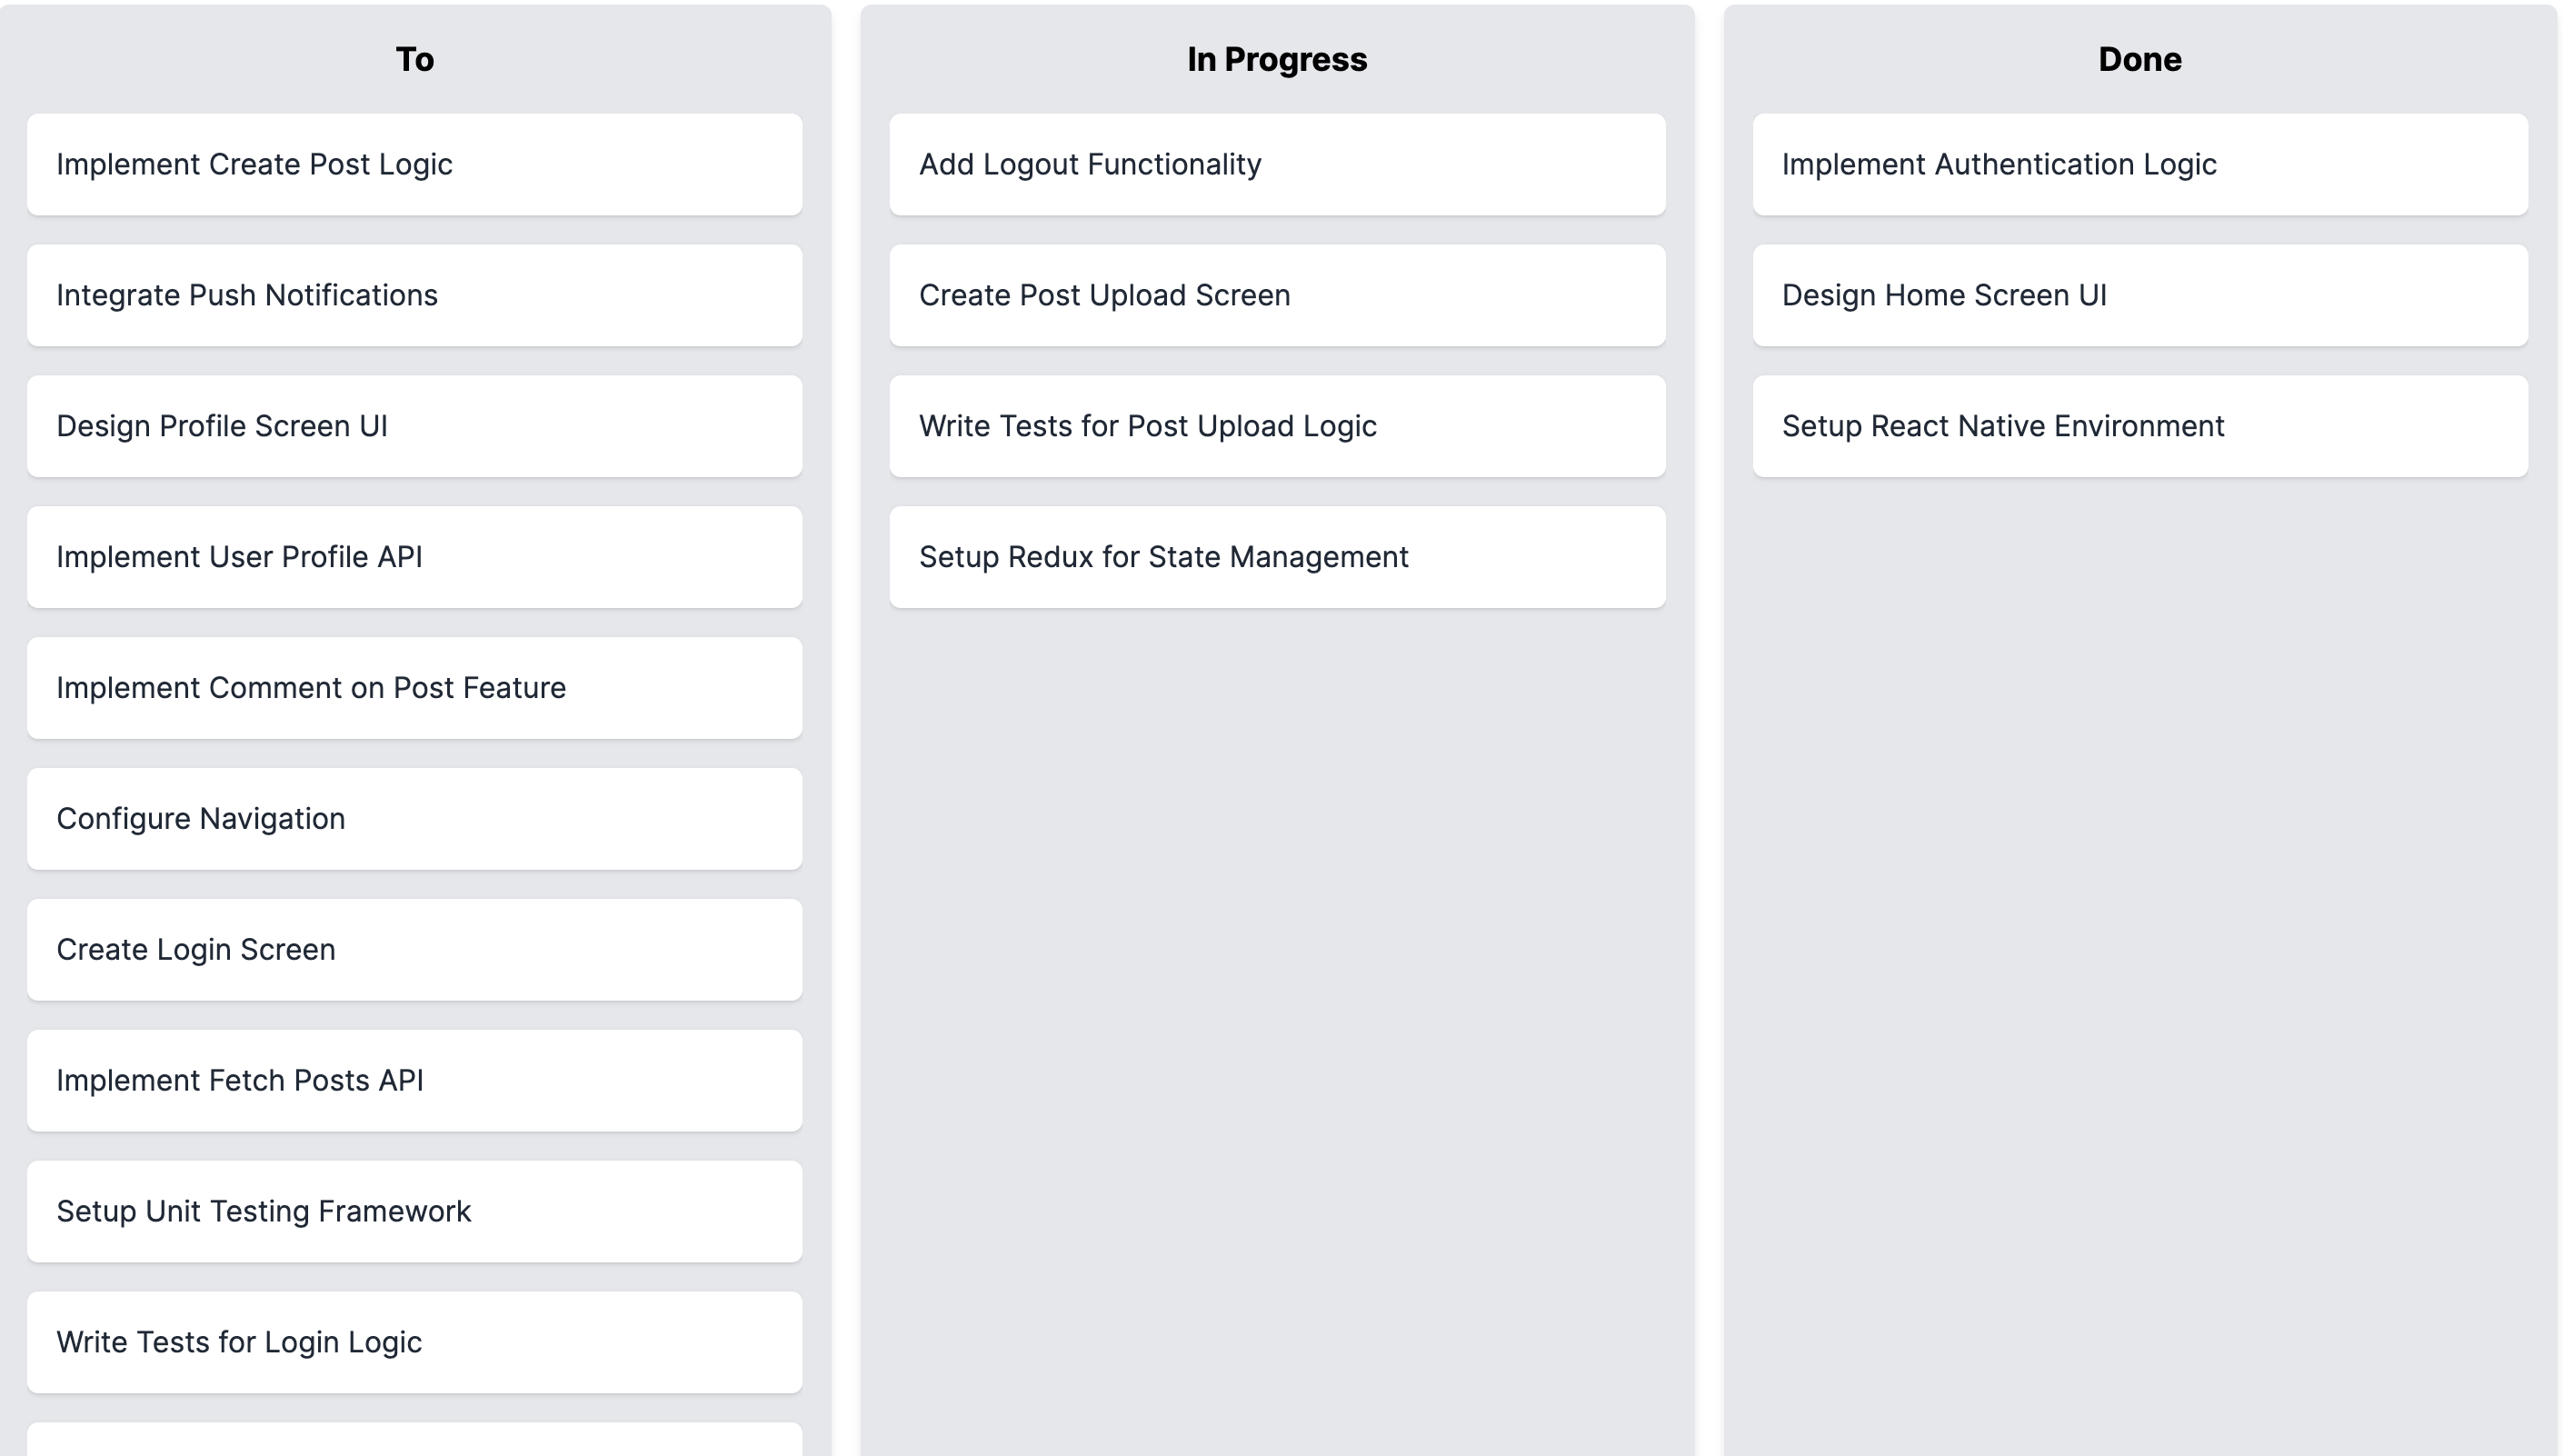 To
Implement Create Post Logic
Integrate Push Notifications
Design Profile Screen UI
Implement User Profile API
Implement Comment on Post Feature
Configure Navigation
Create Login Screen
Implement Fetch Posts API
Setup Unit Testing Framework
Write Tests for Login Logic
In Progress
Add Logout Functionality
Create Post Upload Screen
Write Tests for Post Upload Logic
Setup Redux for State Management
Done
Implement Authentication Logic
Design Home Screen UI
Setup React Native Environment